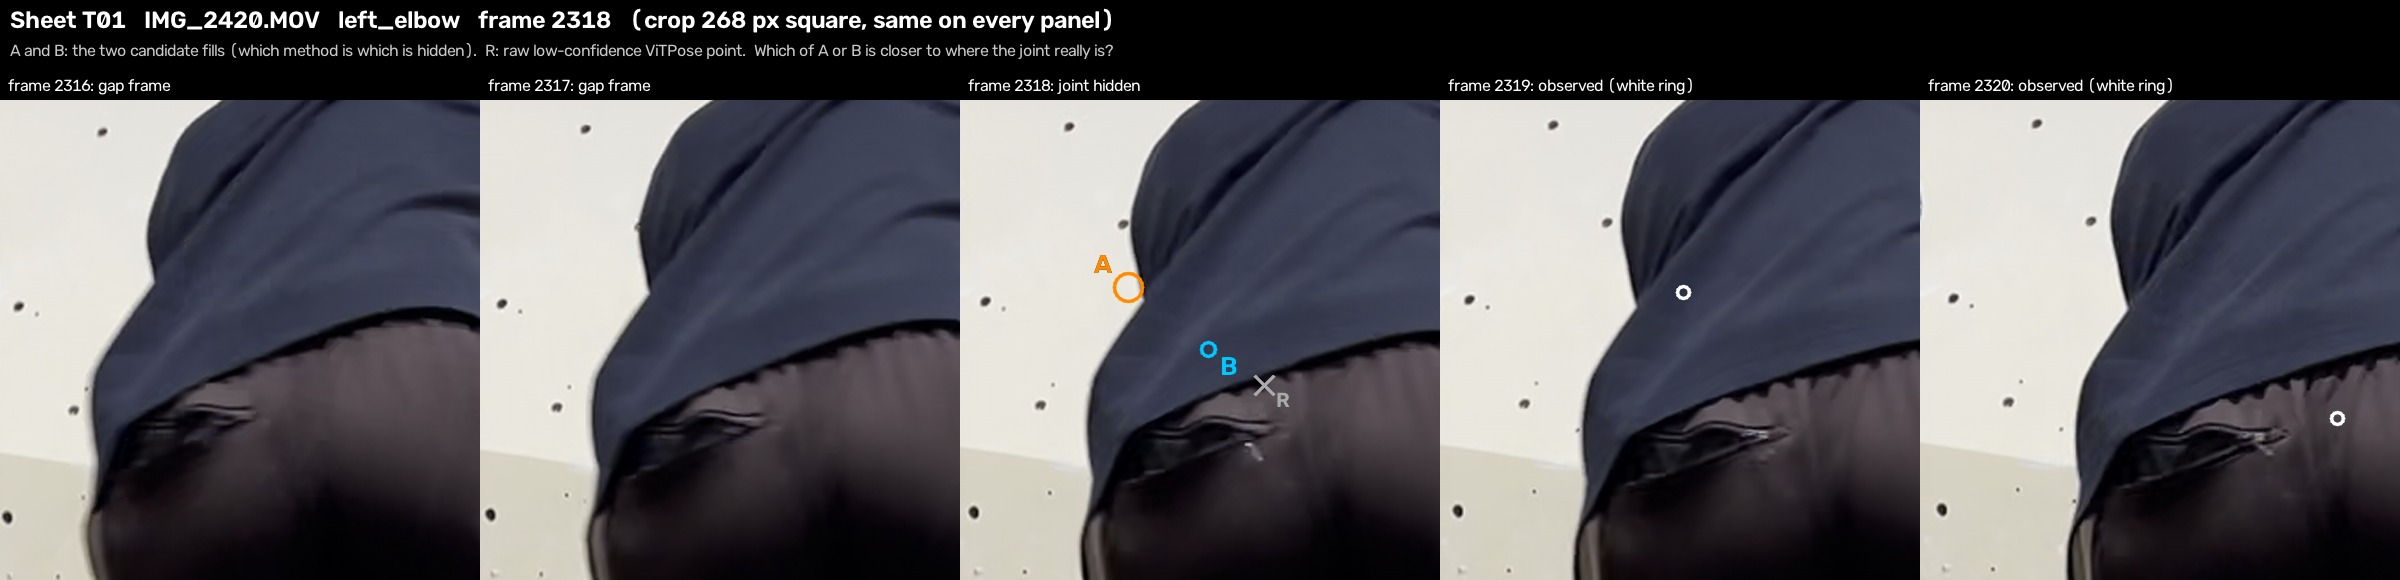 Sheet T01 IMG_2420.MOV left_elbow frame 2318 (crop 268 px square, same on every panel)
A and B: the two candidate fills (which method is which is hidden). R: raw low-confidence ViTPose point. Which of A or B is closer to where the joint really is?
frame 2316: gap frame
frame 2317: gap frame
frame 2318: joint hidden
frame 2319: observed (white ring)
frame 2320: observed (white ring)
A
B
R